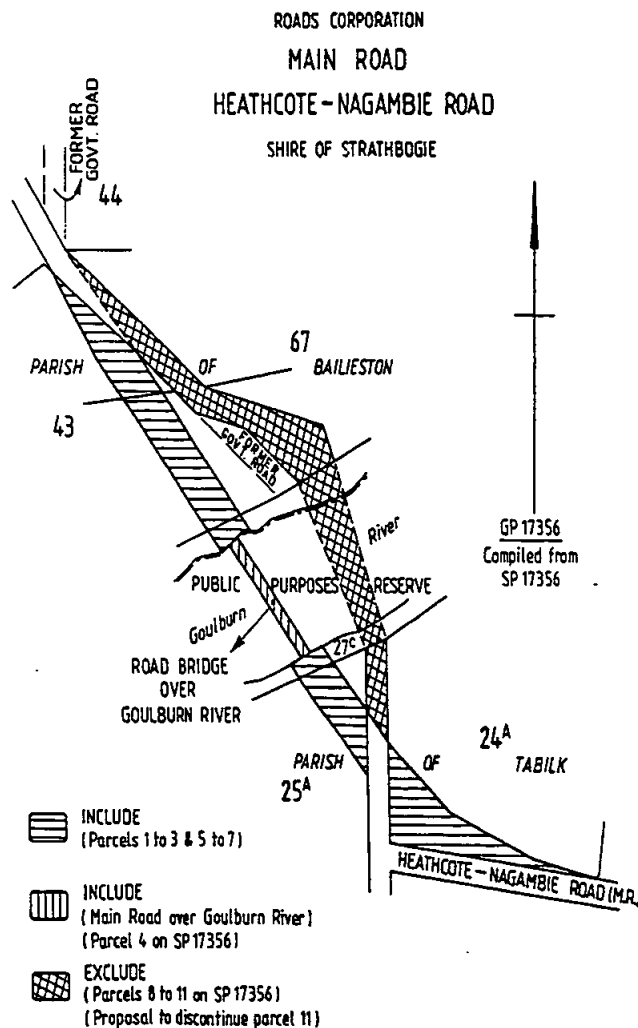 ROADS CORPORATION
MAIN ROAD
HEATHCOTE-NAGAMBIE ROAD
SHIRE OF STRATHBOGIE
FORMER
GOVT. ROAD
44
67
PARISH OF BAILIESTON
43
FORMER
GOVT. ROAD
River
GP 17356
Compiled from
SP 17356
PUBLIC PURPOSES RESERVE
Goulburn
27C
ROAD BRIDGE
OVER
GOULBURN RIVER
24A
PARISH OF TABILK
25A
INCLUDE
(Parcels 1 to 3 & 5 to 7)
HEATHCOTE-NAGAMBIE ROAD (M.R.
INCLUDE
(Main Road over Goulburn River)
(Parcel 4 on SP 17356)
EXCLUDE
(Parcels 8 to 11 on SP 17356)
(Proposal to discontinue parcel 11)